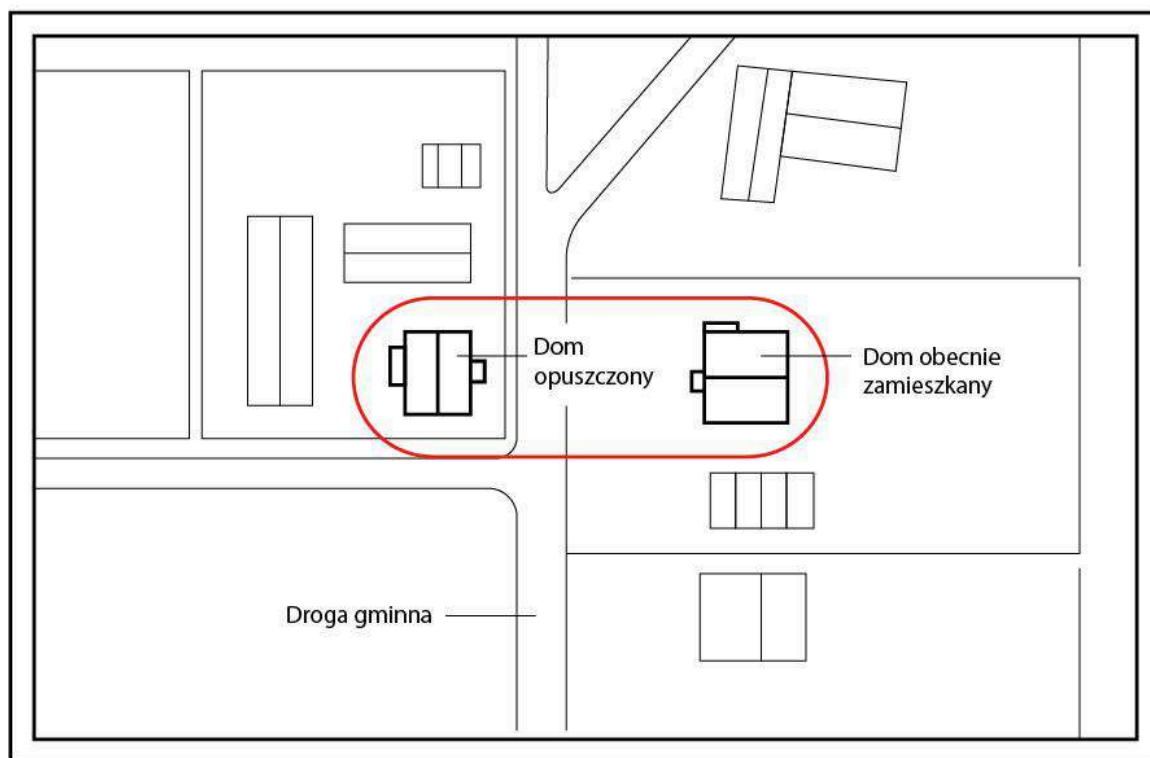 Dom
opuszczony
Dom obecnie
zamieszkany
Droga gminna